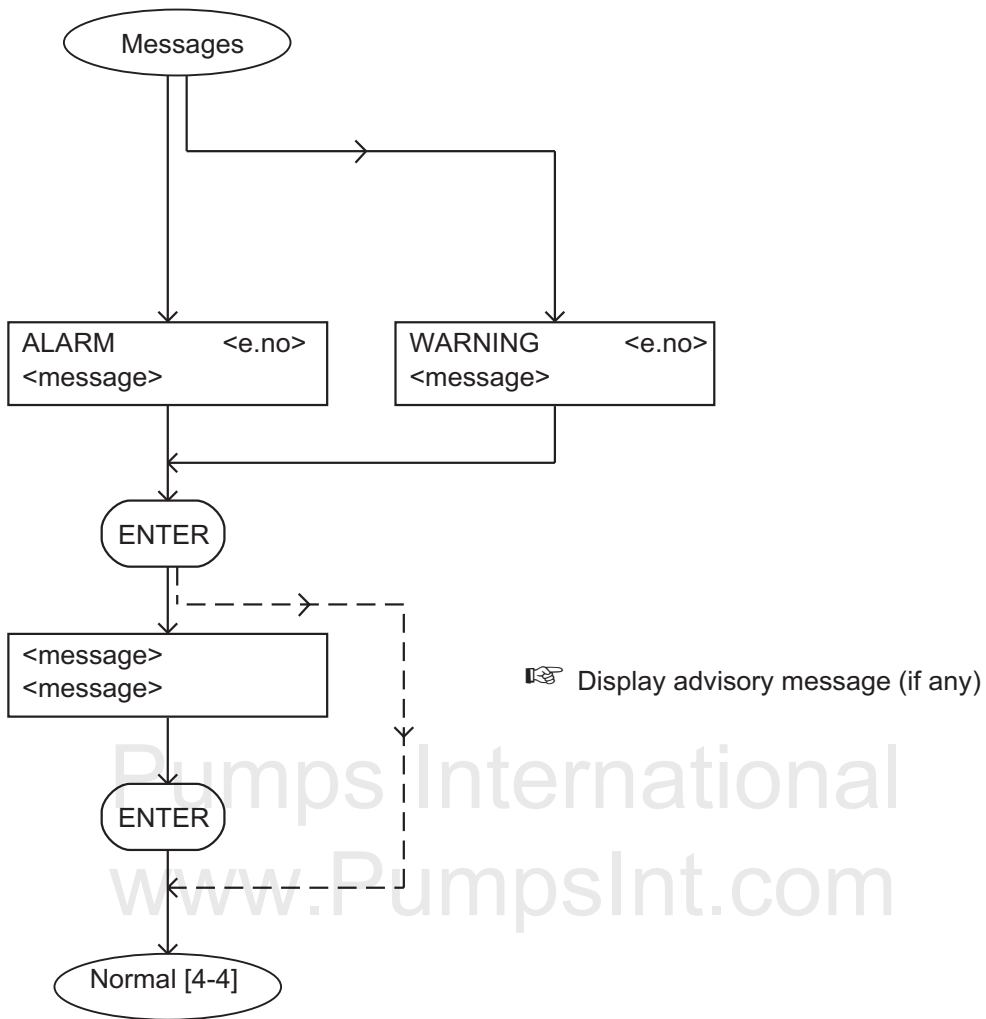 Messages
ALARM <e.no>
<message>
WARNING <e.no>
<message>
ENTER
<message>
<message>
☞ Display advisory message (if any)
Pumps International
ENTER
www.PumpsInt.com
Normal [4-4]